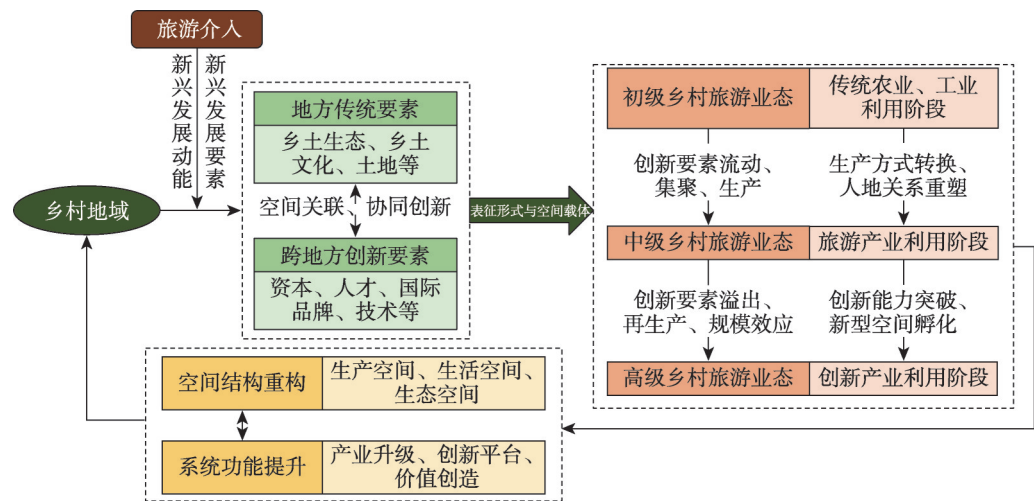 旅游介入
新兴发展动能
新兴发展要素
乡村地域
地方传统要素
乡土生态、乡土
文化、土地等
空间关联、协同创新
跨地方创新要素
资本、人才、国际
品牌、技术等
表征形式与空间载体
初级乡村旅游业态
传统农业、工业
利用阶段
创新要素流动、
集聚、生产
生产方式转换、
人地关系重塑
中级乡村旅游业态
旅游产业利用阶段
创新要素溢出、
再生产、规模效应
创新能力突破、
新型空间孵化
高级乡村旅游业态
创新产业利用阶段
空间结构重构
生产空间、生活空间、
生态空间
系统功能提升
产业升级、创新平台、
价值创造